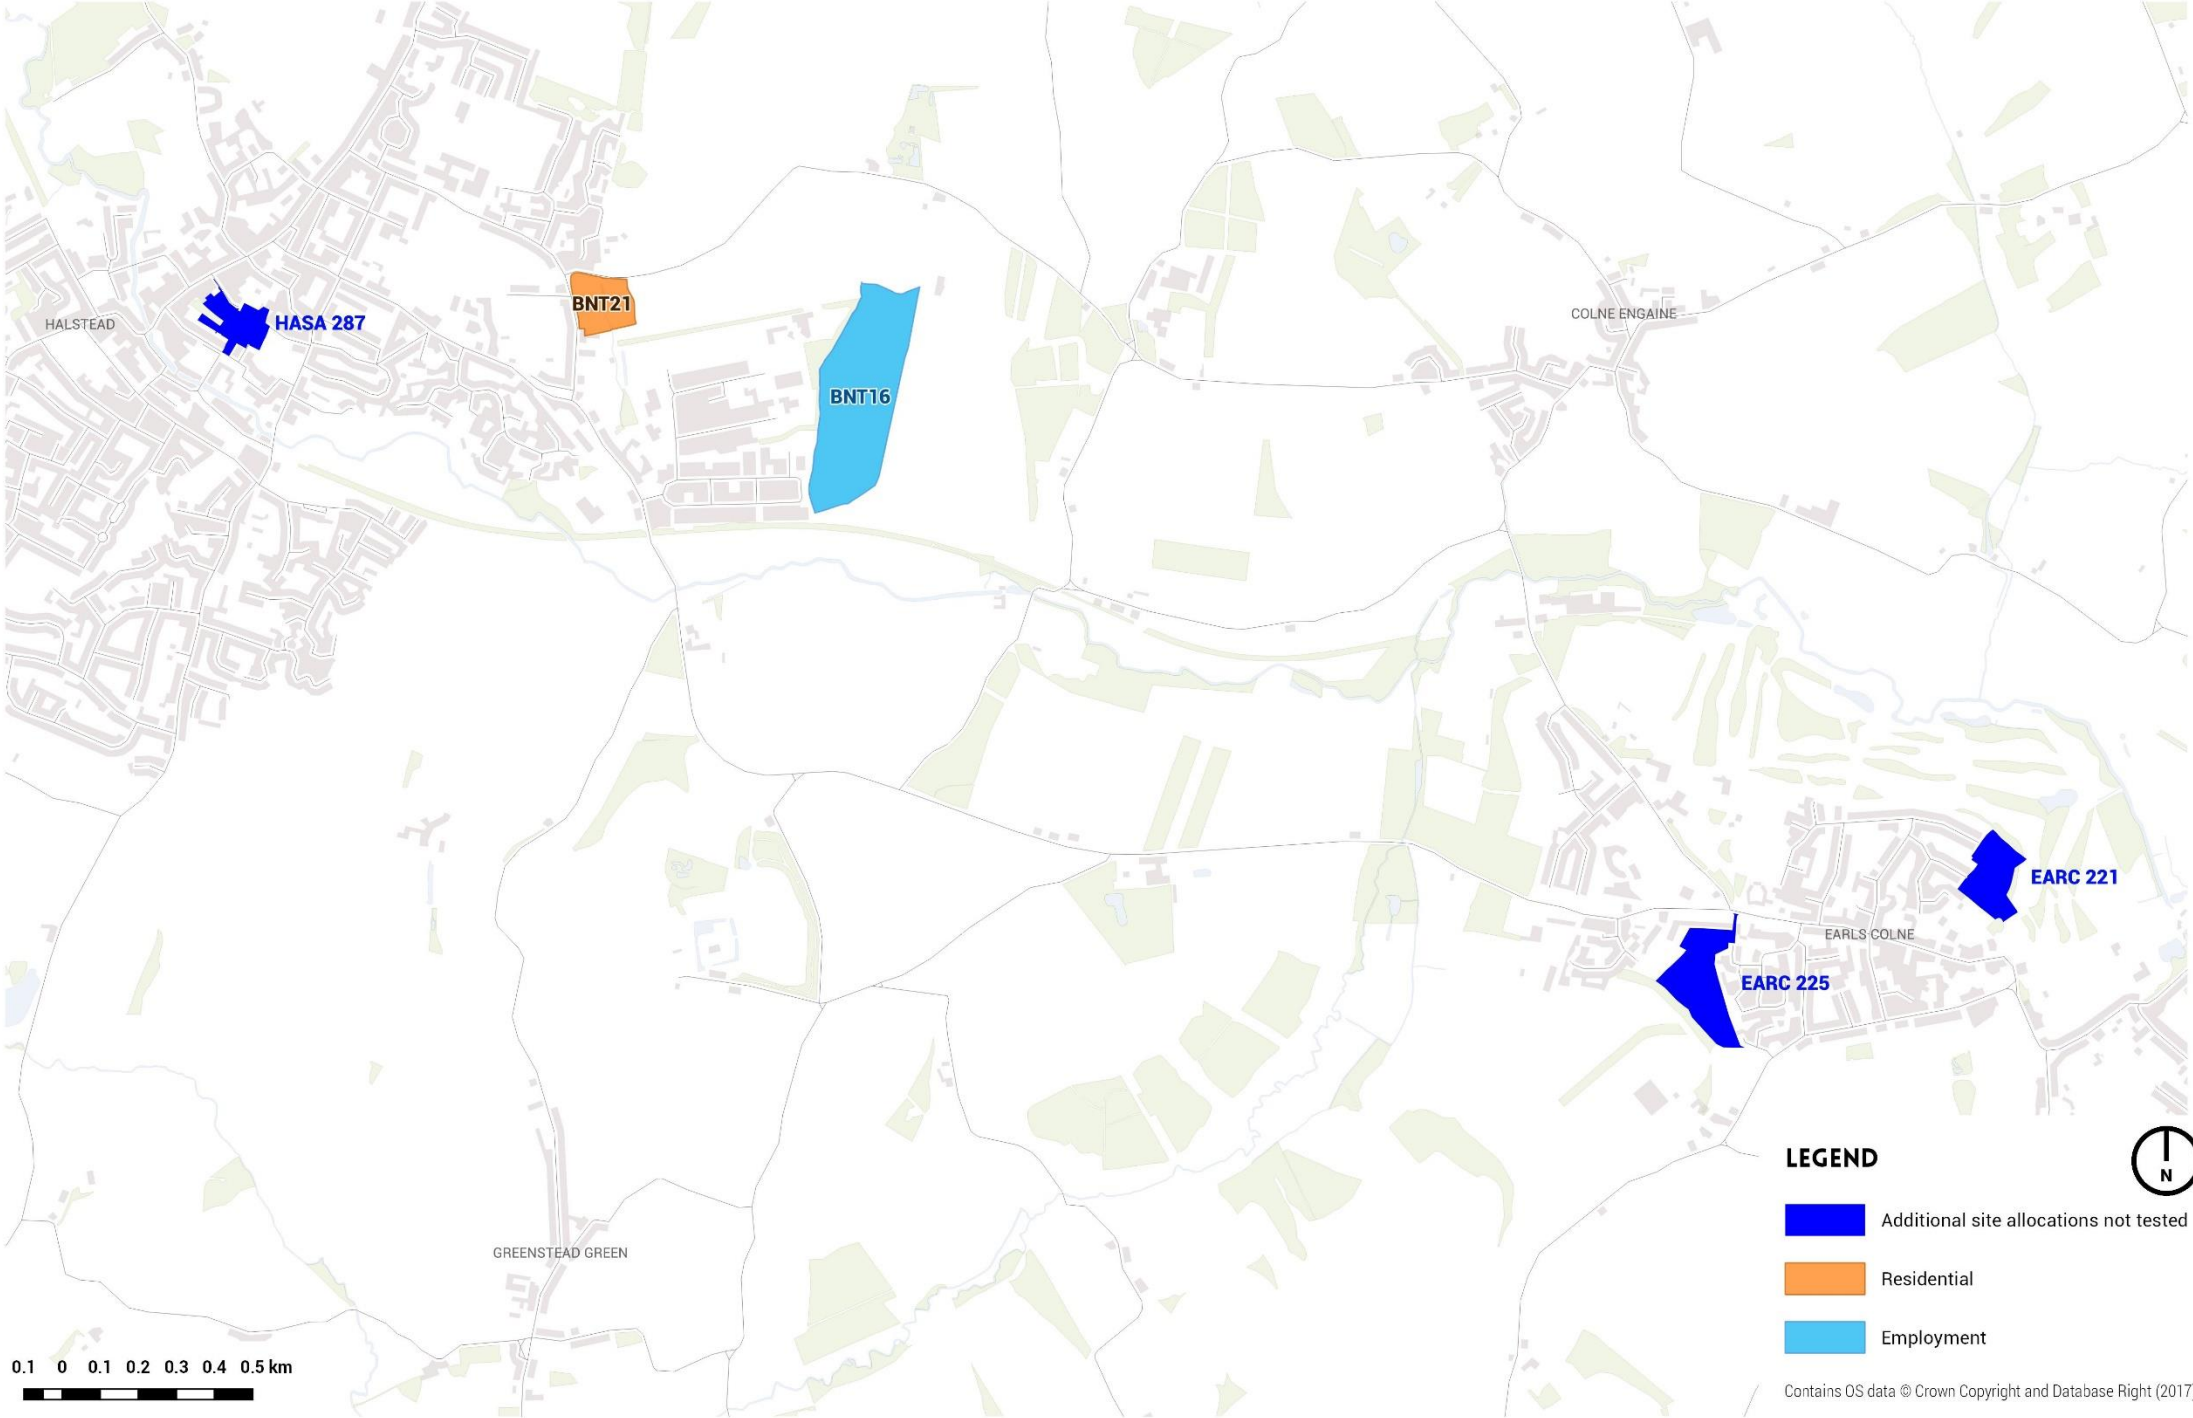 BNT21
HALSTEAD
HASA 287
COLNE ENGAINE
BNT16
EARC 221
EARLS COLNE
EARC 225
GREENSTEAD GREEN
LEGEND
N
Additional site allocations not tested
Residential
Employment
0.1 0 0.1 0.2 0.3 0.4 0.5 km
Contains OS data © Crown Copyright and Database Right (2017